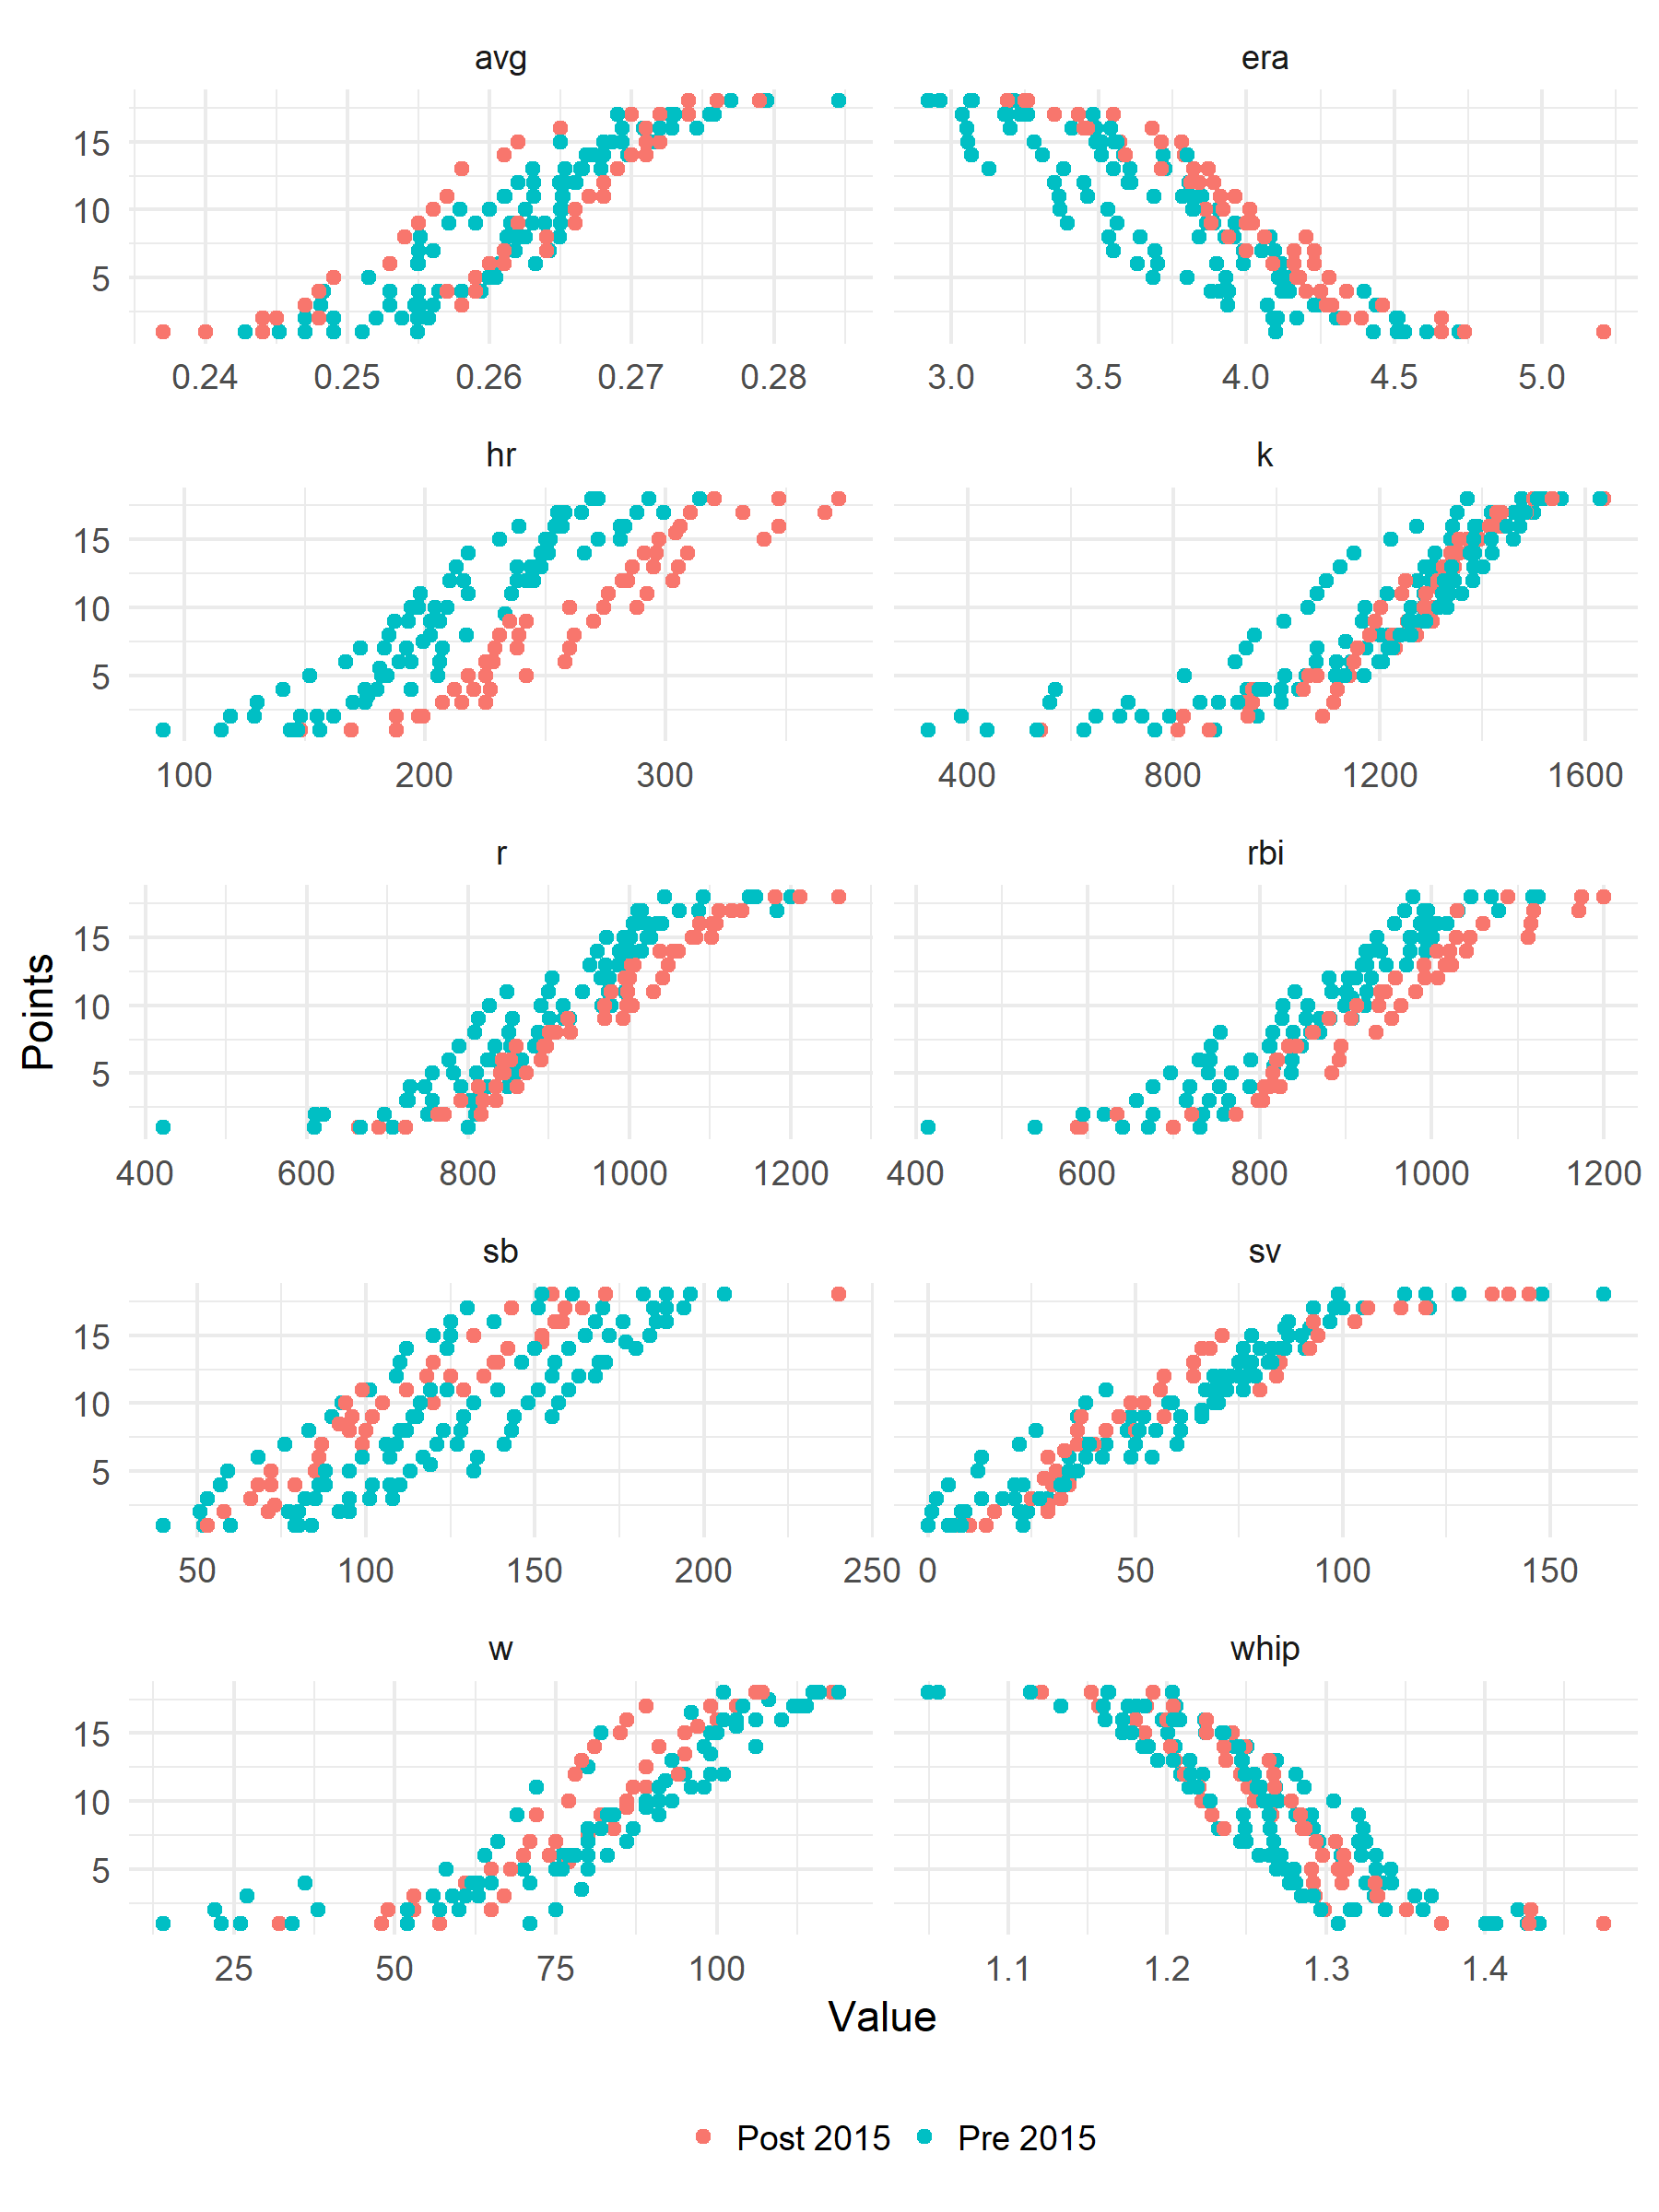 avg era
15
10
5
0.24 0.25 0.26 0.27 0.28 3.0 3.5 4.0 4.5 5.0
hr k
15
10
5
100 200 300 400 800 1200 1600
r rbi
15
10
5
400 600 800 1000 1200 400 600 800 1000 1200
sb sv
15
10
5
50 100 150 200 250 0 50 100 150
w whip
15
10
5
25 50 75 100 1.1 1.2 1.3 1.4
Points
Value
Post 2015 Pre 2015